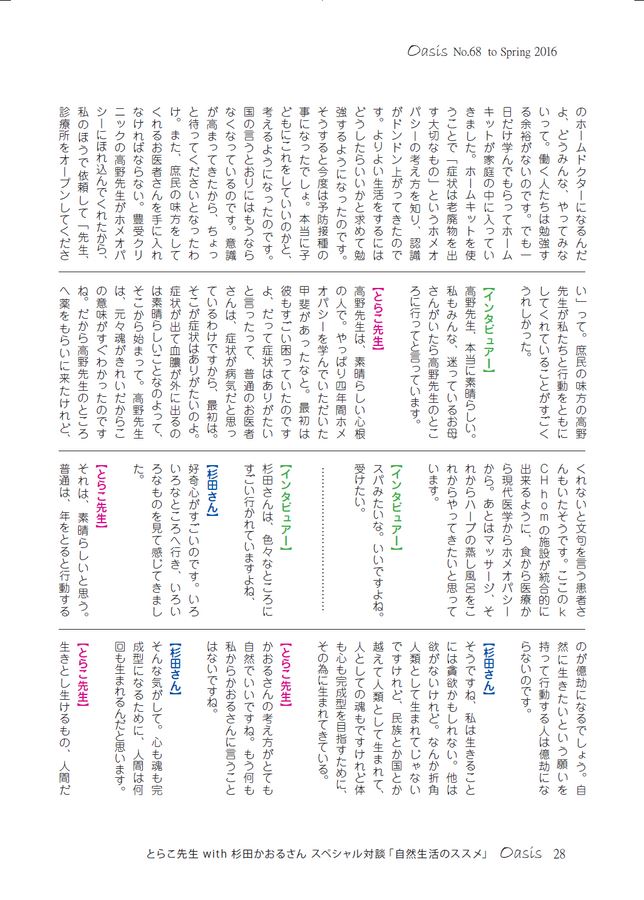 Oasis No.68 to Spring 2016
のホームドクターになるんだ
よ、どうみんな、やってみな
いって。働く人たちは勉強す
る余裕がないのです。でも一
日だけ学んでもらってホーム
キットが家庭の中に入ってい
きました。ホームキットを使
うことで「症状は老廃物を出
す大切なもの」というホメオ
パシーの考え方を知り、認識
がドンドン上がってきたので
す。よりよい生活をするには
どうしたらいいかと求めて勉
強するようになったのです。
そうすると今度は予防接種の
事になったでしょ。本当に子
どもにこれをしていいのかと、
考えるようになったのです。
国の言うとおりにはもうなら
なくなっているのです。意識
が高まってきたから、ちょっ
と待ってくださいとなったわ
け。また、庶民の味方をして
くれるお医者さんを手に入れ
なければならない。豊受クリ
ニックの高野先生がホメオパ
シーにほれ込んでくれたから、
私のほうで依頼して「先生、
診療所をオープンしてくださ
い」って。庶民の味方の高野
先生が私たちと行動をともに
してくれていることがすごく
うれしかった。
【インタビュアー】
高野先生、本当に素晴らしい。
私もみんな、迷っているお母
さんがいたら高野先生のとこ
ろに行ってと言っています。
【とらこ先生】
高野先生は、素晴らしい心根
の人で。やっぱり四年間ホメ
オパシーを学んでいただいた
甲斐があったなと。最初は
彼もすごい困っていたのです
よ、だって症状はありがたい
と言ったって、普通のお医者
さんは、症状が病気だと思っ
ているわけですから、最初は。
そこが症状はありがたいのよ。
症状が出て血膿が外に出るの
は素晴らしいことなのよって、
そこから始まって。高野先生
は、元々魂がきれいだからこ
の意味がすぐわかったのです
ね。だから高野先生のところ
へ薬をもらいに来たけれど、
くれないと文句を言う患者さ
んもいたそうです。ここのk
CHhomの施設が統合的に
出来るように、食から医療か
ら現代医学からホメオパシー
から。あとはマッサージ、そ
れからハーブの蒸し風呂をこ
れからやってきたいと思って
います。
【インタビュアー】
スパみたいな。いいですよね。
受けたい。
…………………………
【インタビュアー】
杉田さんは、色々なところに
すごい行かれていますよね、
【杉田さん】
好奇心がすごいのです。いろ
いろなところへ行き、いろい
ろなものを見て感じてきまし
た。
【とらこ先生】
それは、素晴らしいと思う。
普通は、年をとると行動する
のが億劫になるでしょう。自
然に生きたいという願いを
持って行動する人は億劫にな
らないのです。
【杉田さん】
そうですね、私は生きること
には貪欲かもしれない。他は
欲がないけれど。なんか折角
人類として生まれてじゃない
ですけれど、民族とか国とか
越えて人類として生まれて、
人としての魂もですけれど体
も心も完成型を目指すために、
その為に生まれてきている。
【とらこ先生】
かおるさんの考え方がとても
自然でいいですね。もう何も
私からかおるさんに言うこと
はないですね。
【杉田さん】
そんな気がして。心も魂も完
成型になるために、人間は何
回も生まれるんだと思います。
【とらこ先生】
生きとし生けるもの、人間だ
とらこ先生 with 杉田かおるさん スペシャル対談「自然生活のススメ」 Oasis 28